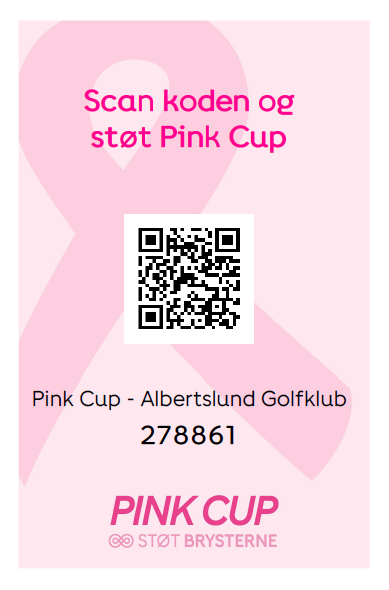 Scan koden og
støt Pink Cup
Pink Cup - Albertslund Golfklub
278861
PINK CUP
STØT BRYSTERNE